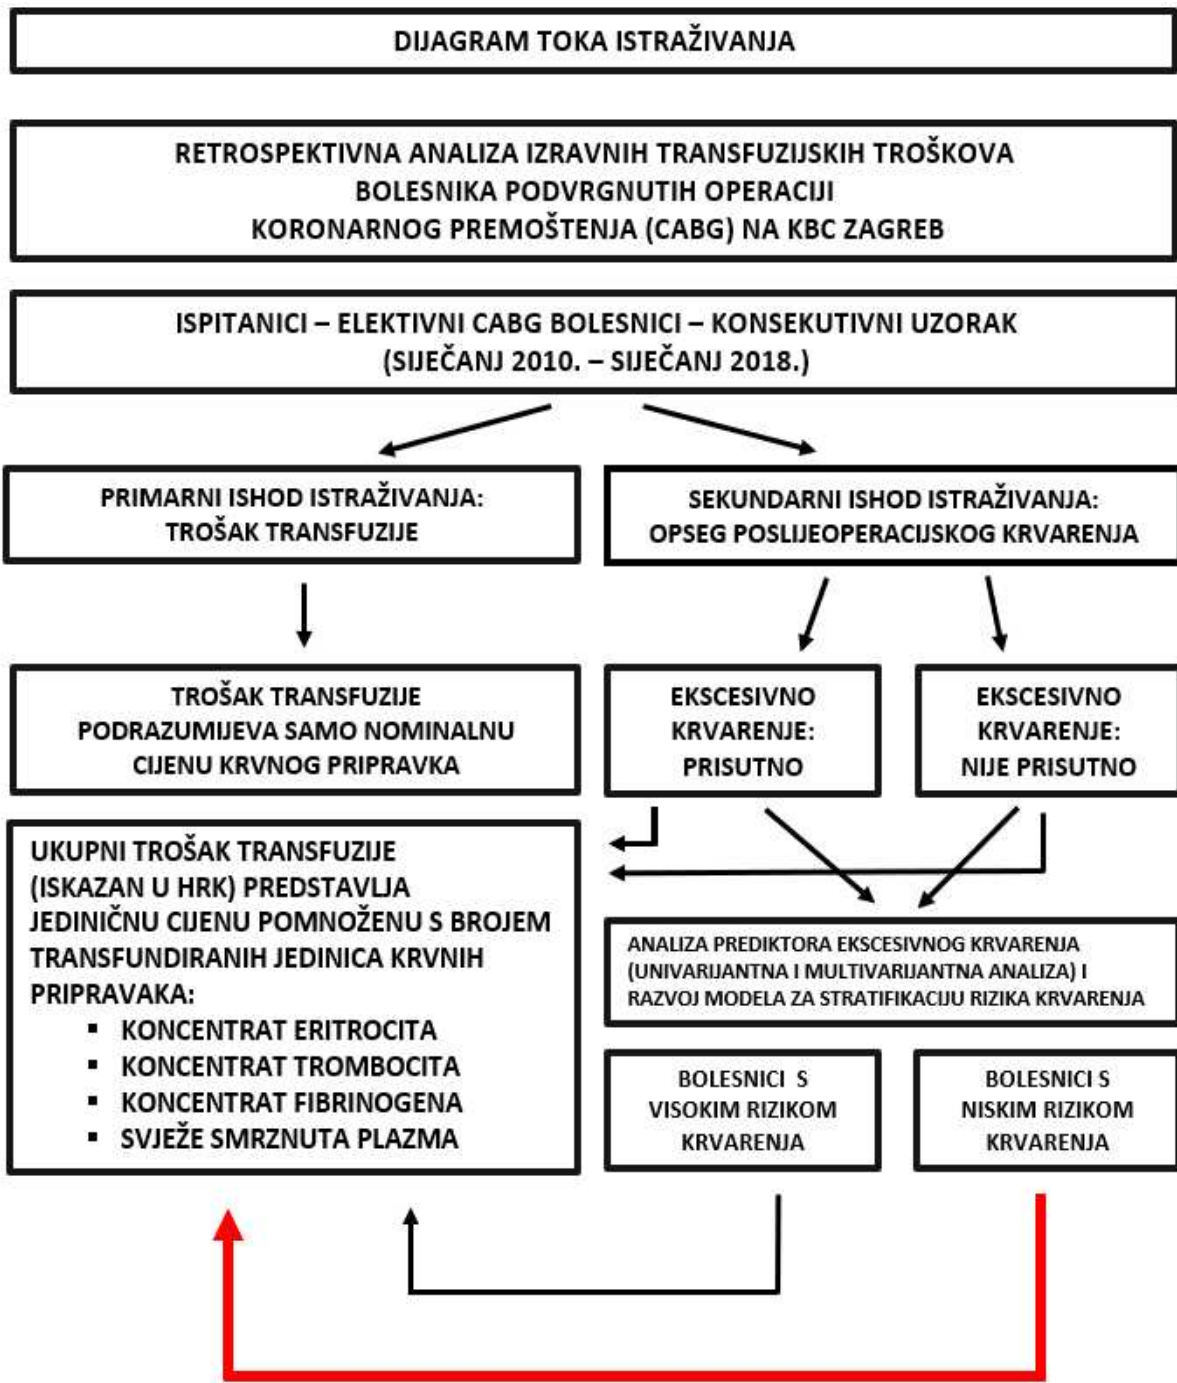 DIJAGRAM TOKA ISTRAŽIVANJA
RETROSPEKTIVNA ANALIZA IZRAVNIH TRANSFUZIJSKIH TROŠKOVA
BOLESNIKA PODVRGNUTIH OPERACIJI
KORONARNOG PREMOŠTENJA (CABG) NA KBC ZAGREB
ISPITANICI – ELEKTIVNI CABG BOLESNICI – KONSEKUTIVNI UZORAK
(SIJEČANJ 2010. – SIJEČANJ 2018.)
PRIMARNI ISHOD ISTRAŽIVANJA:
TROŠAK TRANSFUZIJE
SEKUNDARNI ISHOD ISTRAŽIVANJA:
OPSEG POSLIJEOPERACIJSKOG KRVARENJA
TROŠAK TRANSFUZIJE
PODRAZUMIJEVA SAMO NOMINALNU
CIJENU KRVNOG PRIPRAVKA
EKSCESIVNO
KRVARENJE:
PRISUTNO
EKSCESIVNO
KRVARENJE:
NIJE PRISUTNO
UKUPNI TROŠAK TRANSFUZIJE
(ISKAZAN U HRK) PREDSTAVLJA
JEDINIČNU CIJENU POMNOŽENU S BROJEM
TRANSFUNDIRANIH JEDINICA KRVNIH
PRIPRAVAKA:
▪ KONCENTRAT ERITROCITA
▪ KONCENTRAT TROMBOCITA
▪ KONCENTRAT FIBRINOGENA
▪ SVJEŽE SMRZNUTA PLAZMA
ANALIZA PREDIKTORA EKSCESIVNOG KRVARENJA
(UNIVARIJANTNA I MULTIVARIJANTNA ANALIZA) I
RAZVOJ MODELA ZA STRATIFIKACIJU RIZIKA KRVARENJA
BOLESNICI S
VISOKIM RIZIKOM
KRVARENJA
BOLESNICI S
NISKIM RIZIKOM
KRVARENJA